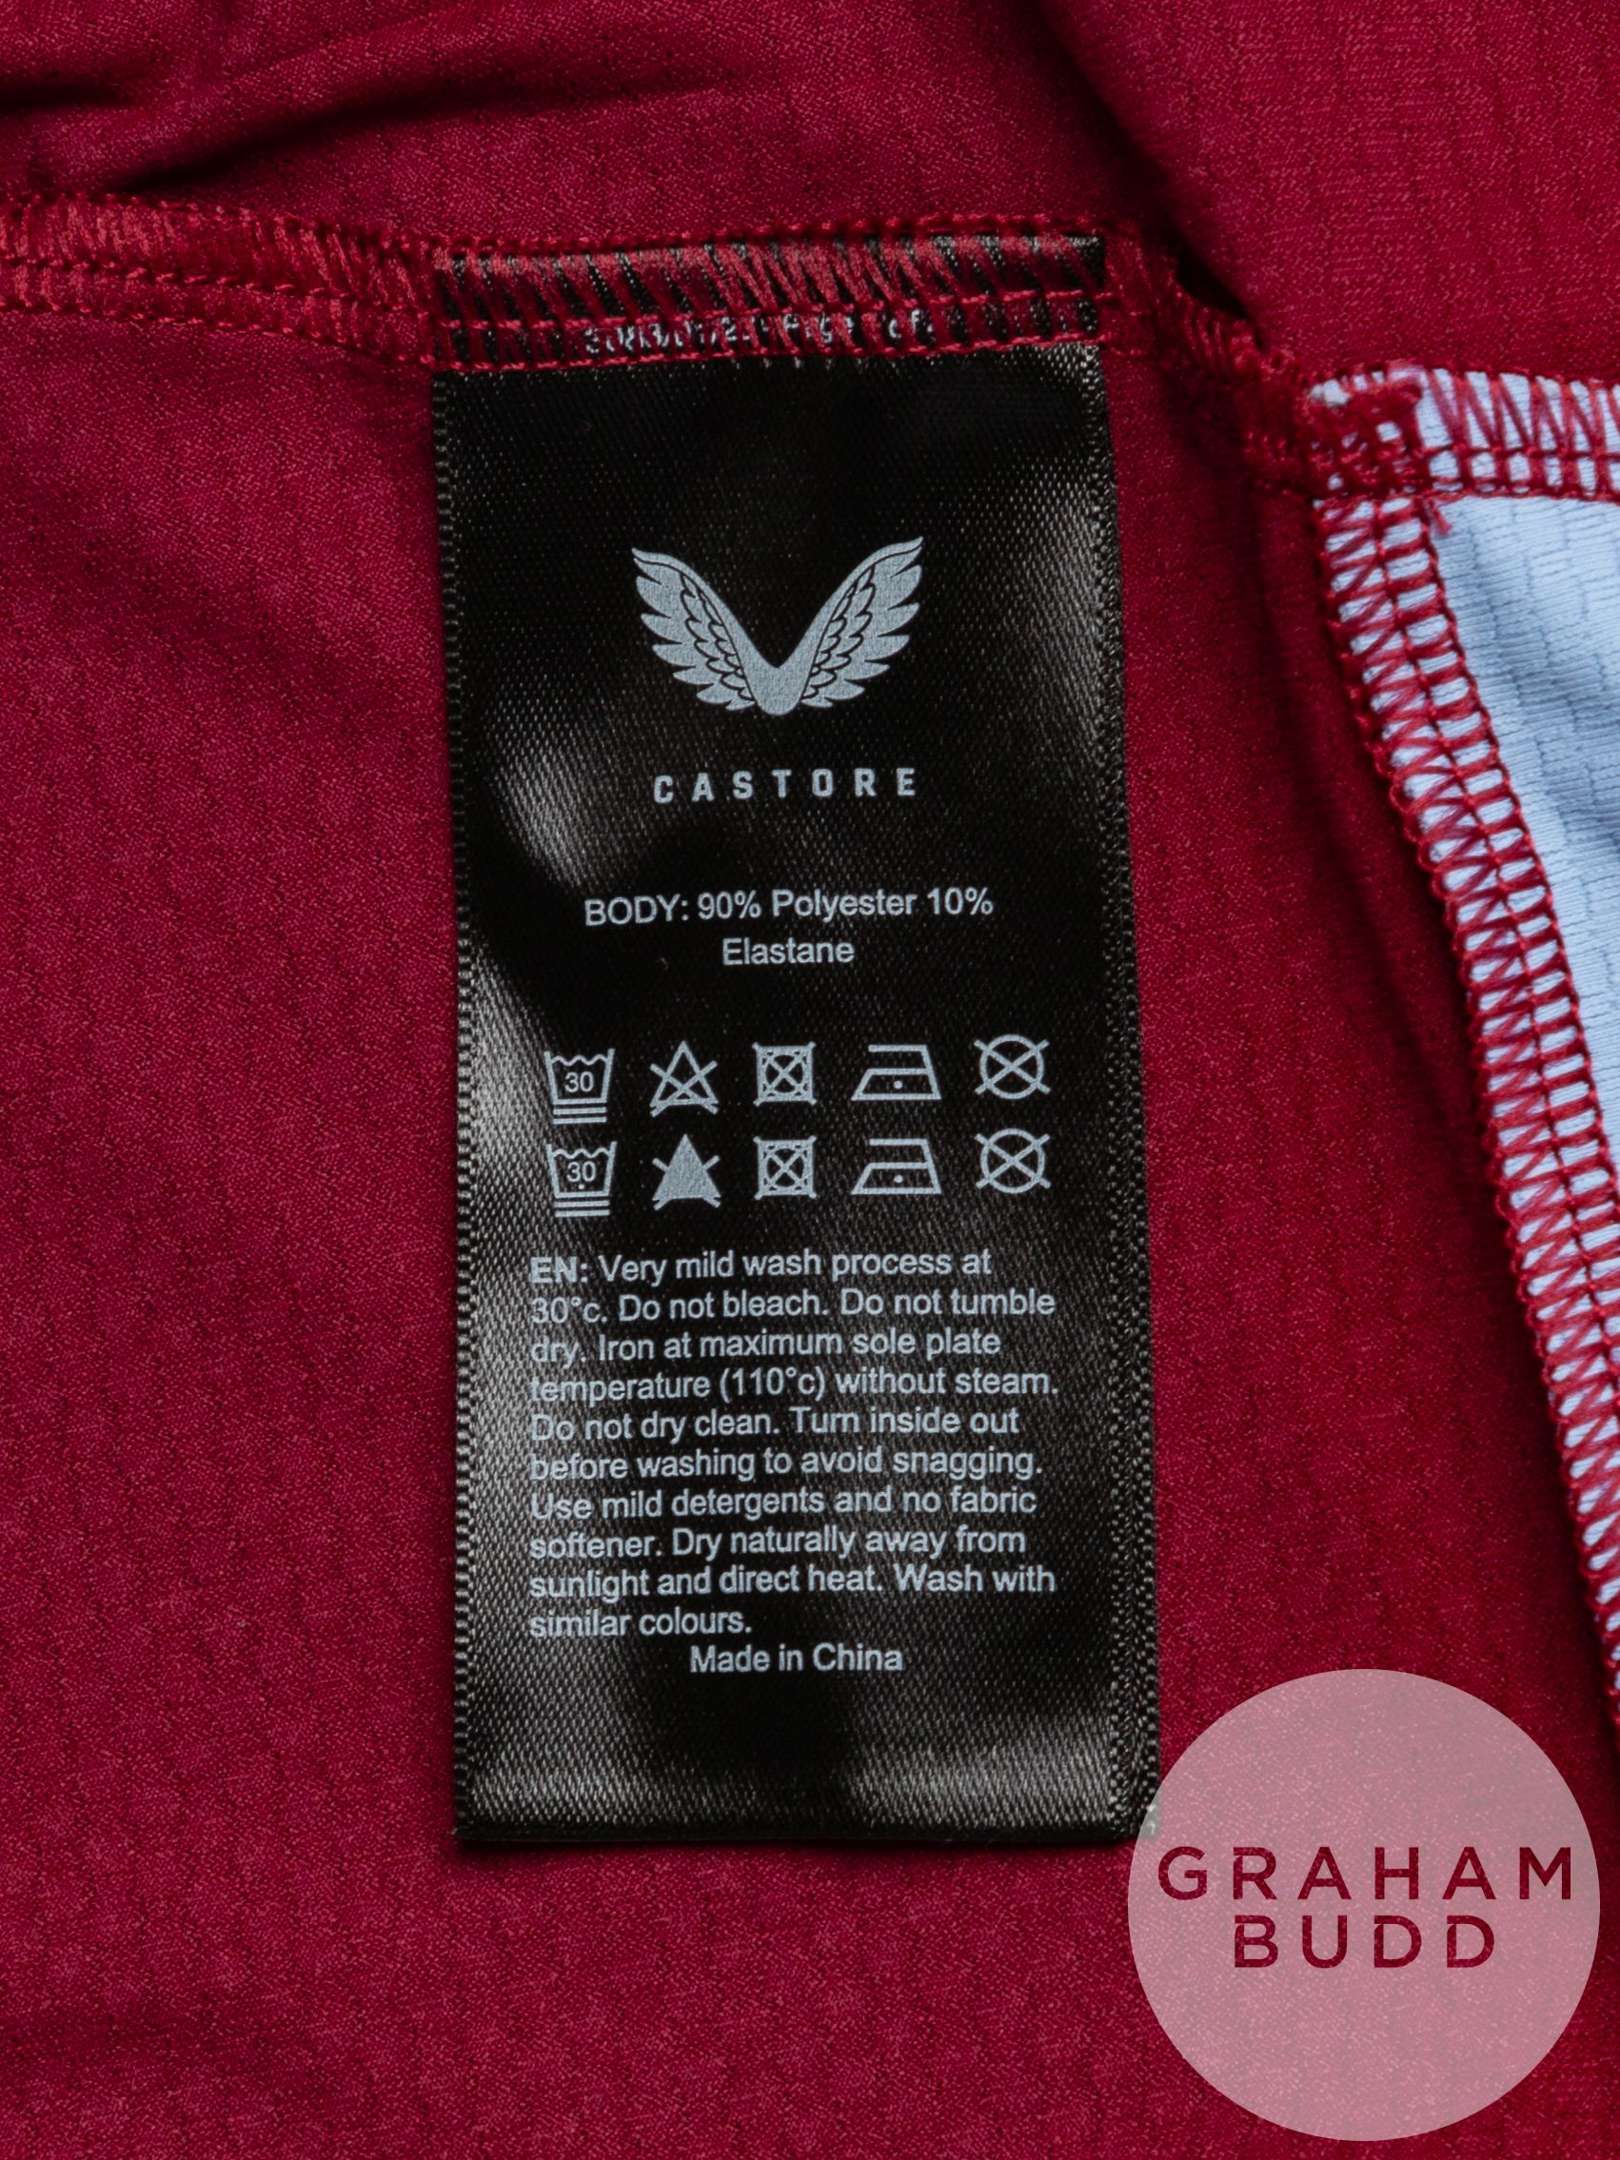 CASTORE
BODY: 90% Polyester 10%
Elastane
30
30
EN: Very mild wash process at
30°c. Do not bleach. Do not tumble
dry. Iron at maximum sole plate
temperature (110°c) without steam.
Do not dry clean. Turn inside out
before washing to avoid snagging.
Use mild detergents and no fabric
softener. Dry naturally away from
sunlight and direct heat. Wash with
similar colours.
Made in China
GRAHAM
BUDD